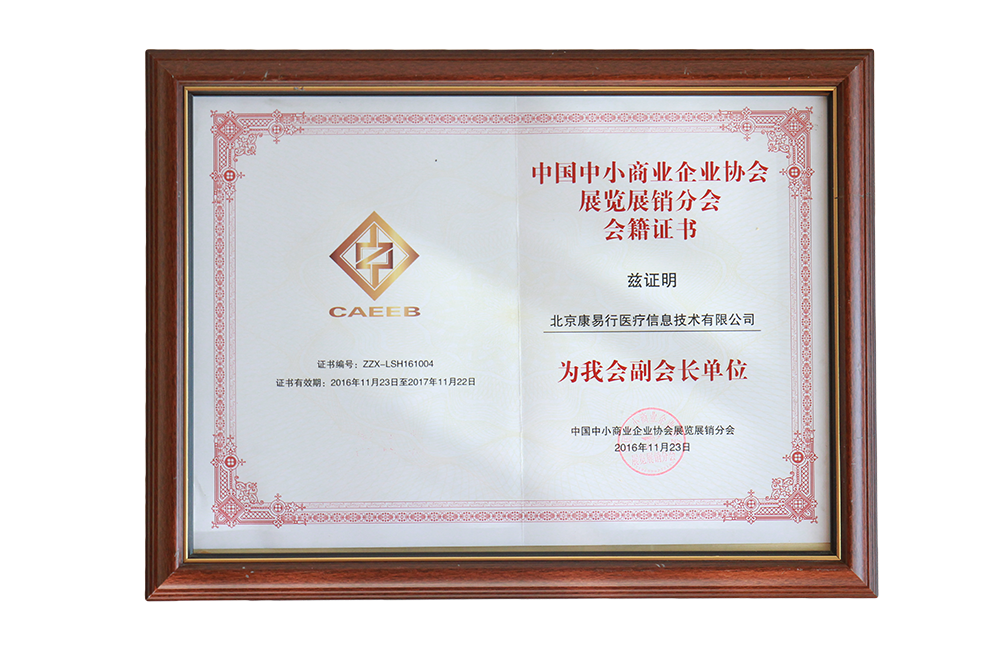 CAEEB
证书编号：ZZX-LSH161004
证书有效期：2016年11月23日至2017年11月22日
中国中小商业企业协会
展览展销分会
会籍证书
兹证明
北京康易行医疗信息技术有限公司
为我会副会长单位
中国中小商业企业协会展览展销分会
2016年11月23日